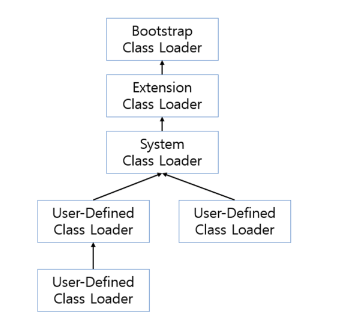 Bootstrap
Class Loader
Extension
Class Loader
System
Class Loader
User-Defined
Class Loader
User-Defined
Class Loader
User-Defined
Class Loader